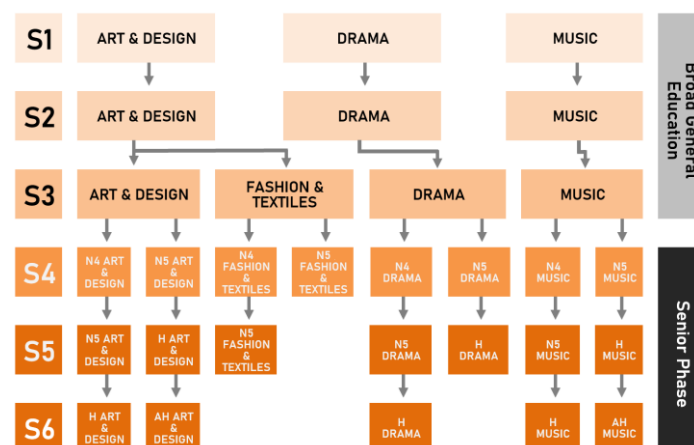 S1
ART & DESIGN
DRAMA
MUSIC
Broad General
Education
S2
ART & DESIGN
DRAMA
MUSIC
S3
ART & DESIGN
FASHION &
TEXTILES
DRAMA
MUSIC
S4
N4 ART
&
DESIGN
N5 ART
&
DESIGN
N4
FASHION
&
TEXTILES
N5
FASHION
&
TEXTILES
N4
DRAMA
N5
DRAMA
N4
MUSIC
N5
MUSIC
Senior Phase
S5
N5 ART
&
DESIGN
H ART
&
DESIGN
N5
FASHION
&
TEXTILES
N5
DRAMA
H
DRAMA
N5
MUSIC
H
MUSIC
S6
H ART
&
DESIGN
AH ART
&
DESIGN
H
DRAMA
H
MUSIC
AH
MUSIC